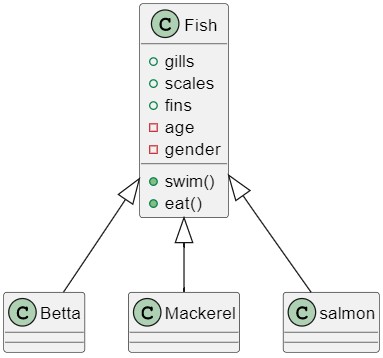 C Fish
gills
scales
fins
age
gender
swim()
eat()
C Betta
C Mackerel
C salmon